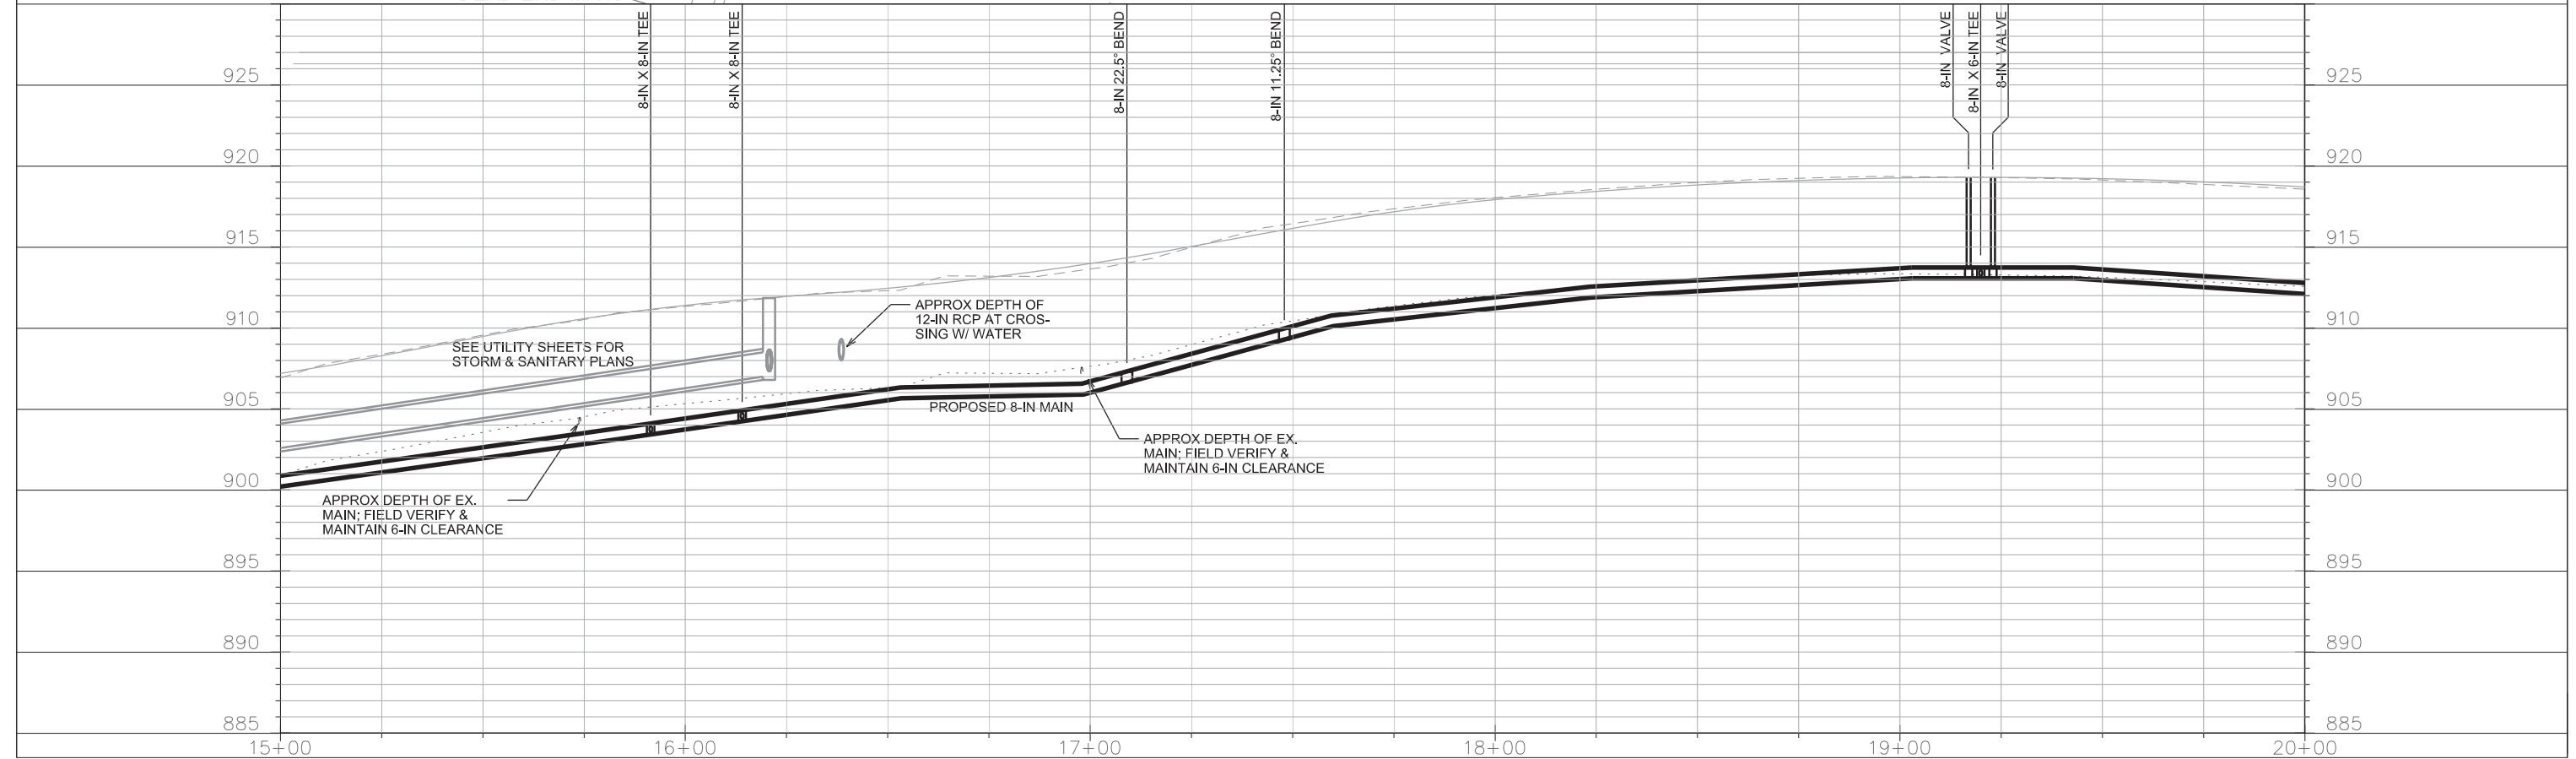 8-IN X 8-IN TEE
8-IN X 8-IN TEE
8-IN 22.5° BEND
8-IN 11.25° BEND
8-IN VALVE
8-IN X 6-IN TEE
8-IN VALVE
925
925
920
920
915
915
APPROX DEPTH OF
12-IN RCP AT CROS-
SING W/ WATER
910
910
SEE UTILITY SHEETS FOR
STORM & SANITARY PLANS
905
905
PROPOSED 8-IN MAIN
APPROX DEPTH OF EX.
MAIN; FIELD VERIFY &
MAINTAIN 6-IN CLEARANCE
900
900
APPROX DEPTH OF EX.
MAIN; FIELD VERIFY &
MAINTAIN 6-IN CLEARANCE
895
895
890
890
885
885
15+00
16+00
17+00
18+00
19+00
20+00